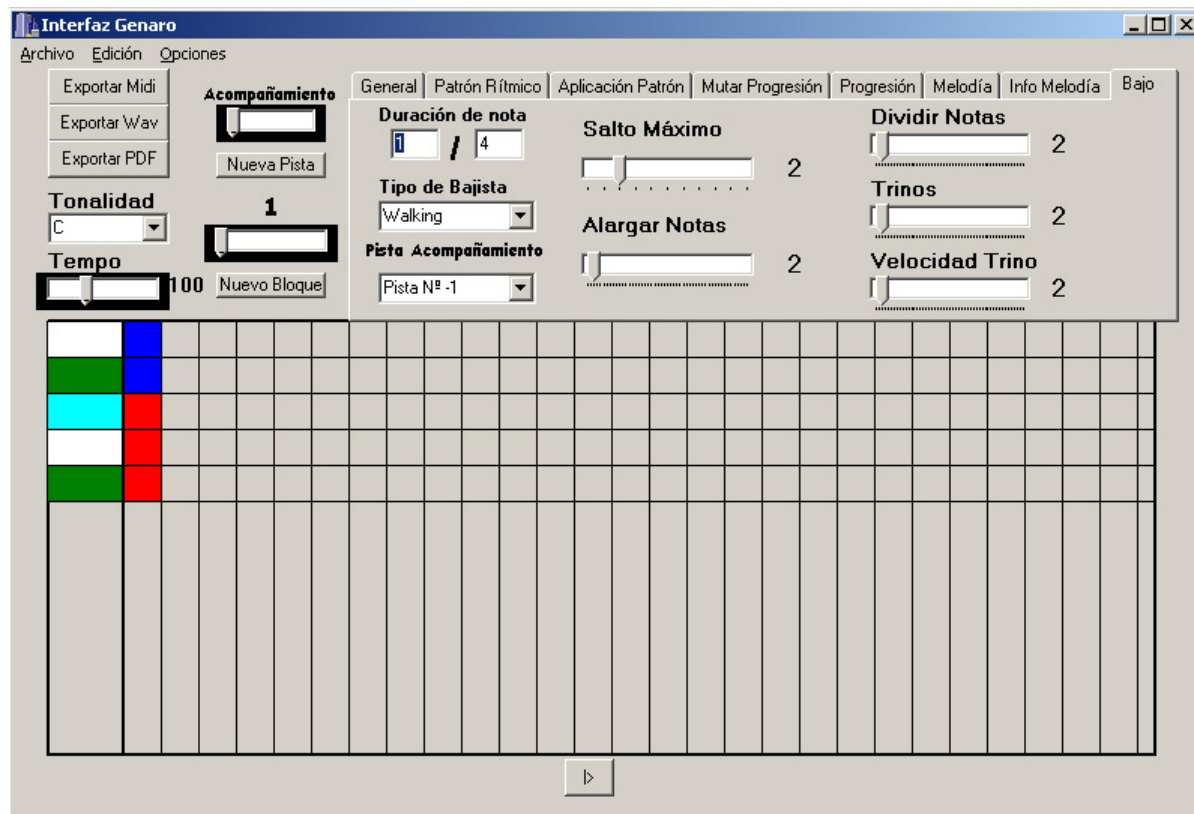 Interfaz Genaro
Archivo Edición Opciones
Exportar Midi
Exportar Wav
Exportar PDF
Tonalidad
C
Tempo
100
Acompañamiento
Nueva Pista
1
Nuevo Bloque
General Patrón Rítmico Aplicación Patrón Mutar Progresión Progresión Melodía Info Melodía Bajo
Duración de nota
1 / 4
Tipo de Bajista
Walking
Pista Acompañamiento
Pista Nº -1
Salto Máximo
2
Alargar Notas
2
Dividir Notas
2
Trinos
2
Velocidad Trino
2
|>